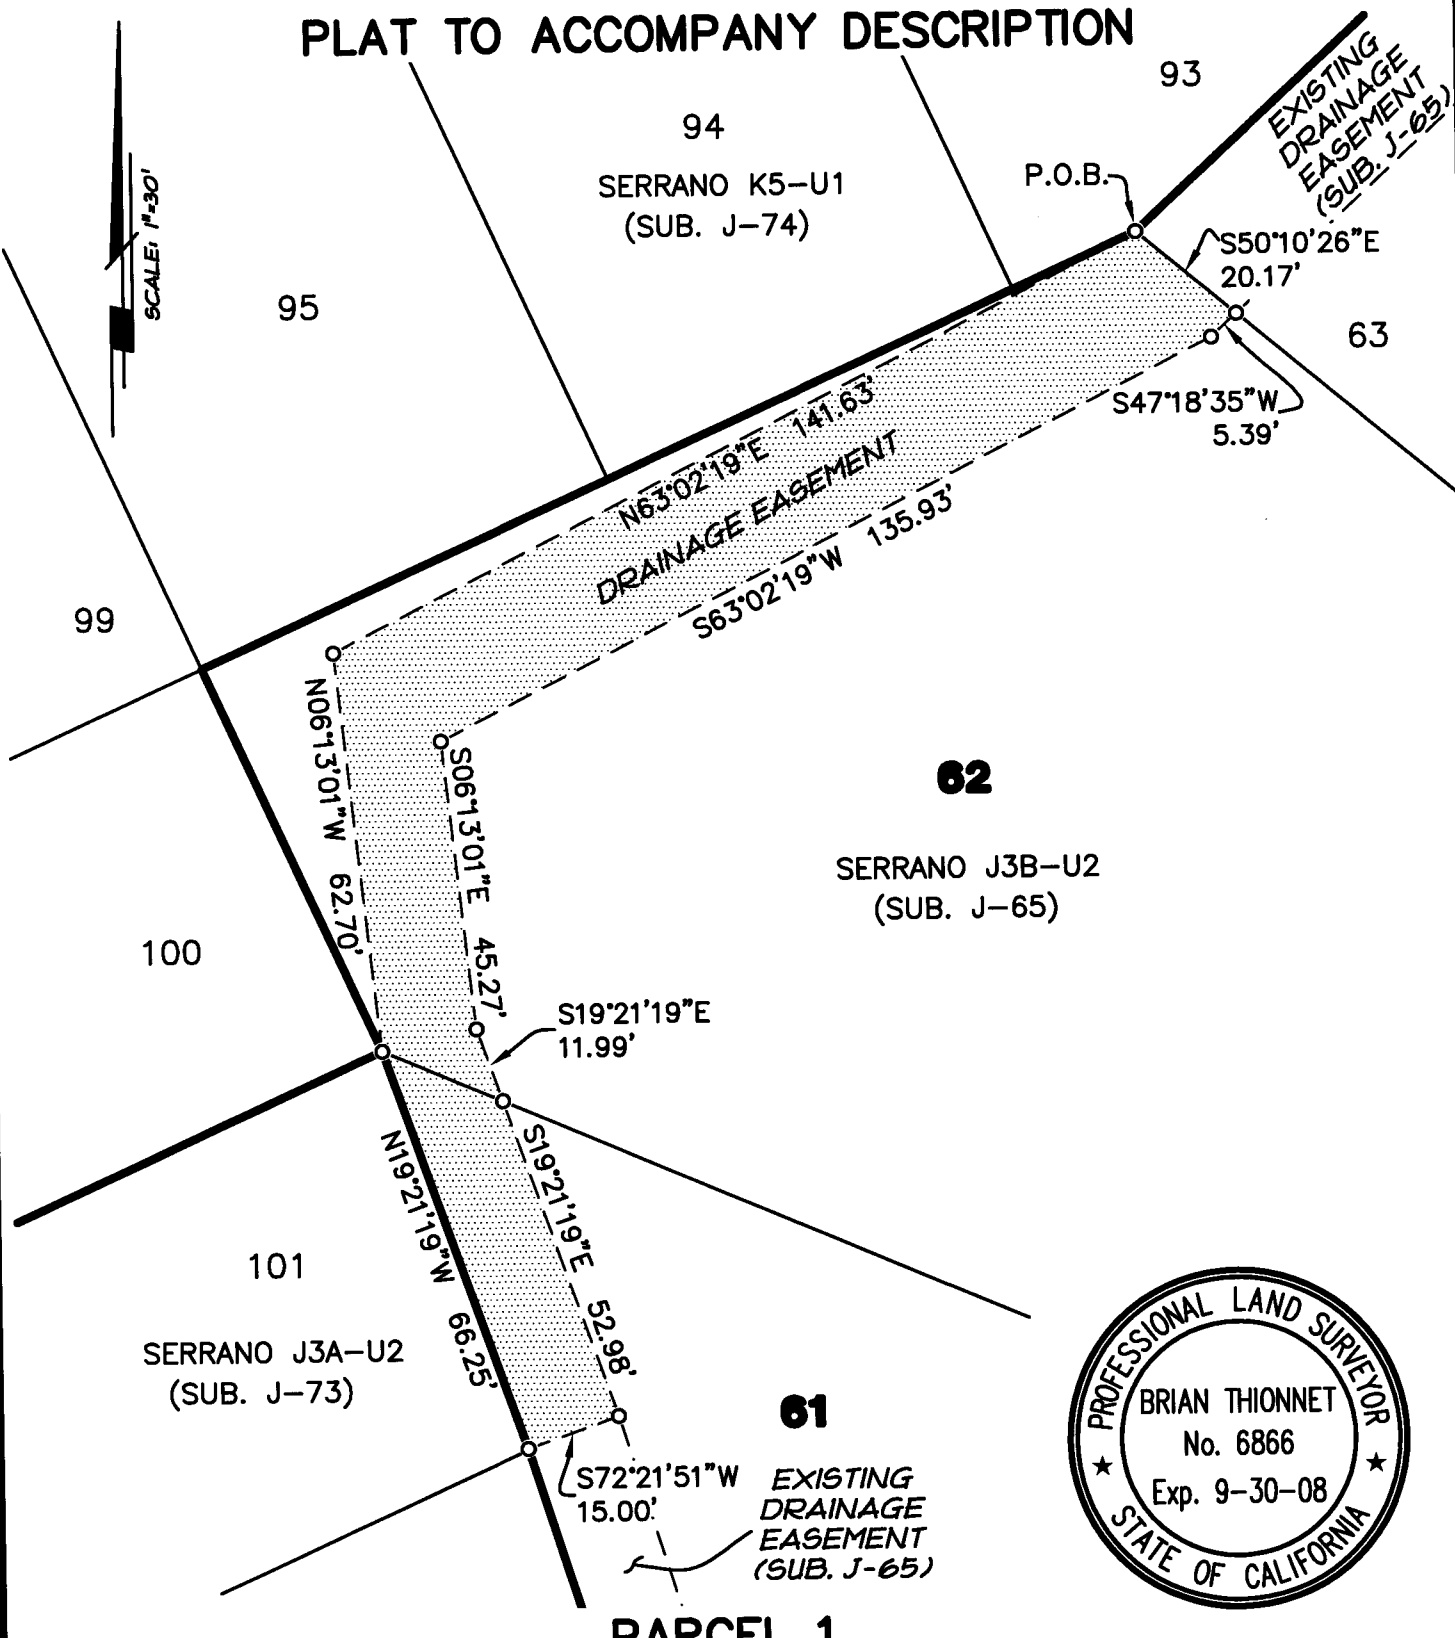 PLAT TO ACCOMPANY DESCRIPTION
SCALE: 1"=30'
93
EXISTING
DRAINAGE
EASEMENT
(SUB. J-65)
94
SERRANO K5-U1
(SUB. J-74)
P.O.B.
S50°10'26"E
20.17'
95
63
S47°18'35"W
5.39'
N63°02'19"E 141.63'
DRAINAGE EASEMENT
S63°02'19"W 135.93'
99
N06°13'01"W 62.70'
S06°13'01"E 45.27'
62
SERRANO J3B-U2
(SUB. J-65)
100
S19°21'19"E
11.99'
N19°21'19"W 66.25'
S19°21'19"E 52.98'
101
SERRANO J3A-U2
(SUB. J-73)
61
S72°21'51"W
15.00'
EXISTING
DRAINAGE
EASEMENT
(SUB. J-65)
PROFESSIONAL LAND SURVEYOR
BRIAN THIONNET
No. 6866
Exp. 9-30-08
STATE OF CALIFORNIA
PARCEL 1